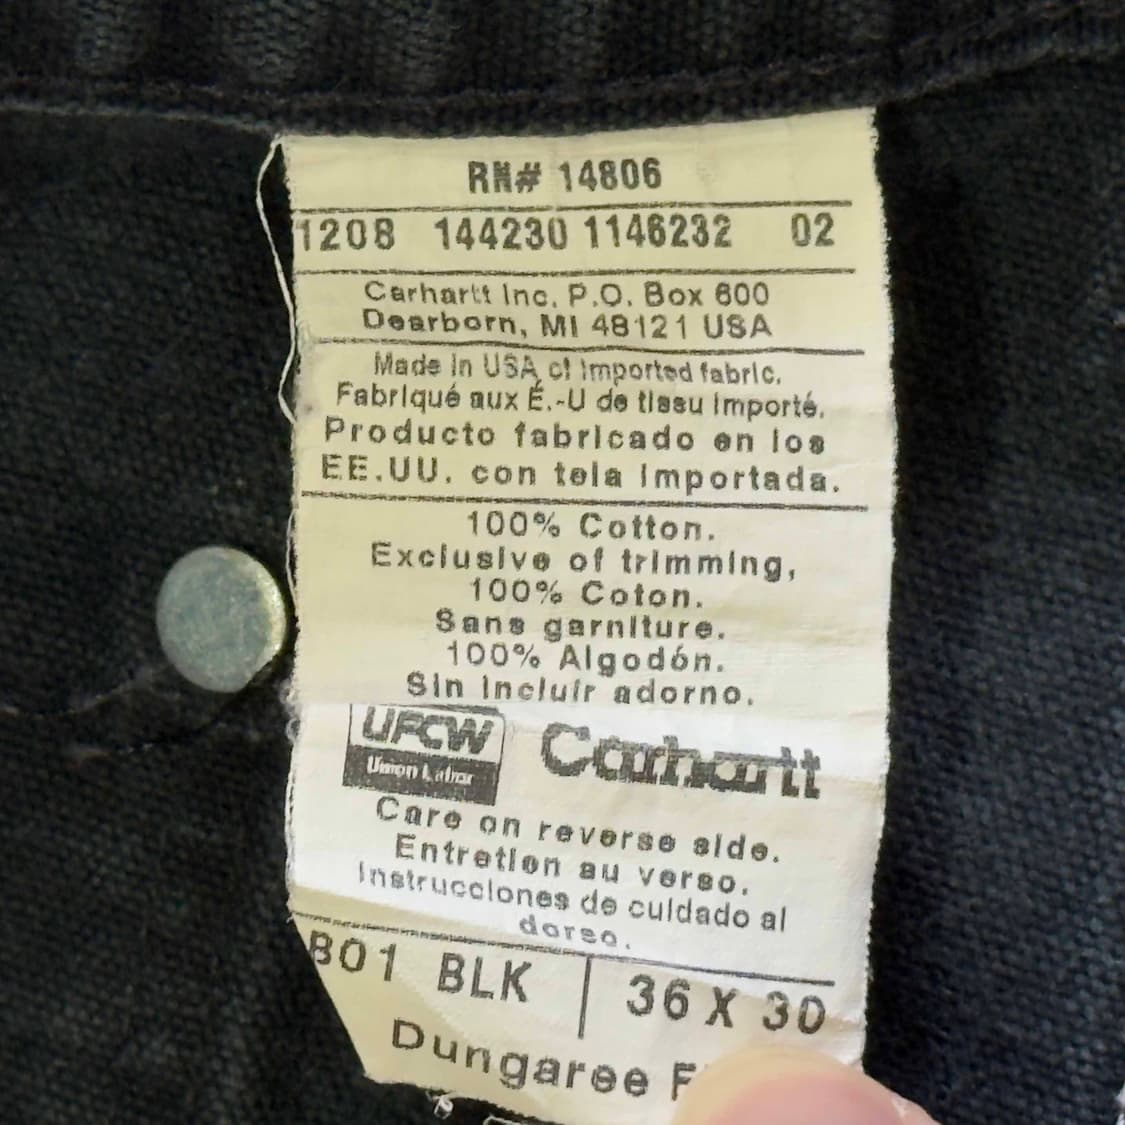 RN# 14806
1208 144230 1146232 02
Carhartt Inc. P.O. Box 600
Dearborn, MI 48121 USA
Made in USA of imported fabric.
Fabriqué aux É.-U de tissu importé.
Producto fabricado en los
EE.UU. con tela importada.
100% Cotton.
Exclusive of trimming,
100% Coton.
Sans garniture.
100% Algodón.
Sin incluir adorno.
UFCW
Union Labor
Carhartt
Care on reverse side.
Entretien au verso.
Instrucciones de cuidado al
dorso.
B01 BLK 36 X 30
Dungaree